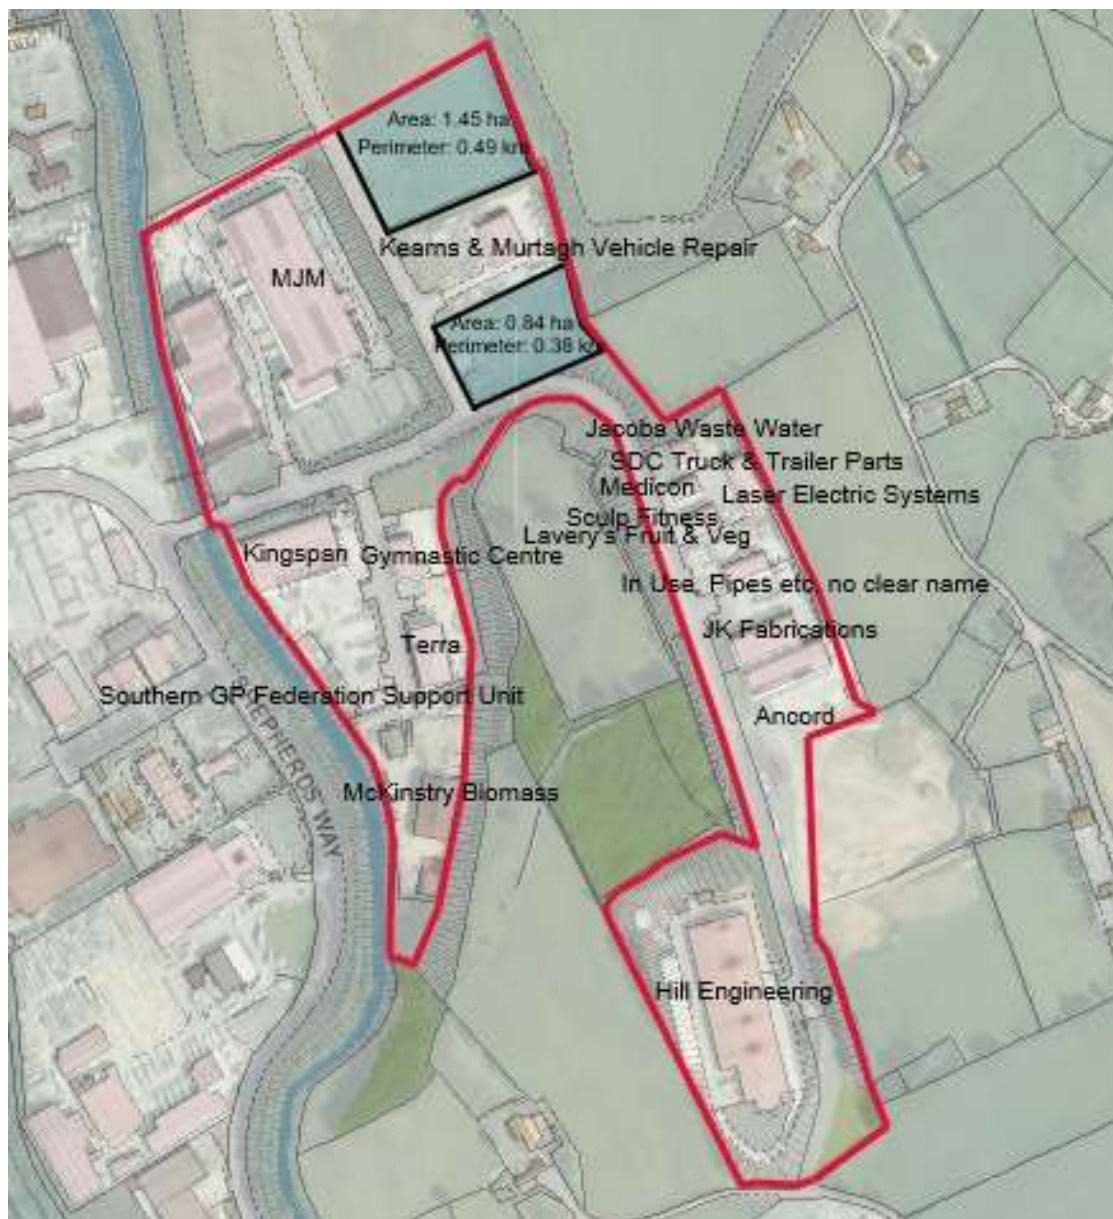 Area: 1.45 ha
Perimeter: 0.49 km
Kearns & Murtagh Vehicle Repair
MJM
Area: 0.84 ha
Perimeter: 0.38 km
Jacobs Waste Water
SDC Truck & Trailer Parts
Medicon
Laser Electric Systems
Sculp Fitness
Lavery's Fruit & Veg
Kingspan
Gymnastic Centre
In Use, Pipes etc, no clear name
JK Fabrications
Terra
Southern GP Federation Support Unit
SHEPHERDS WAY
Ancord
McKinstry Biomass
Hill Engineering